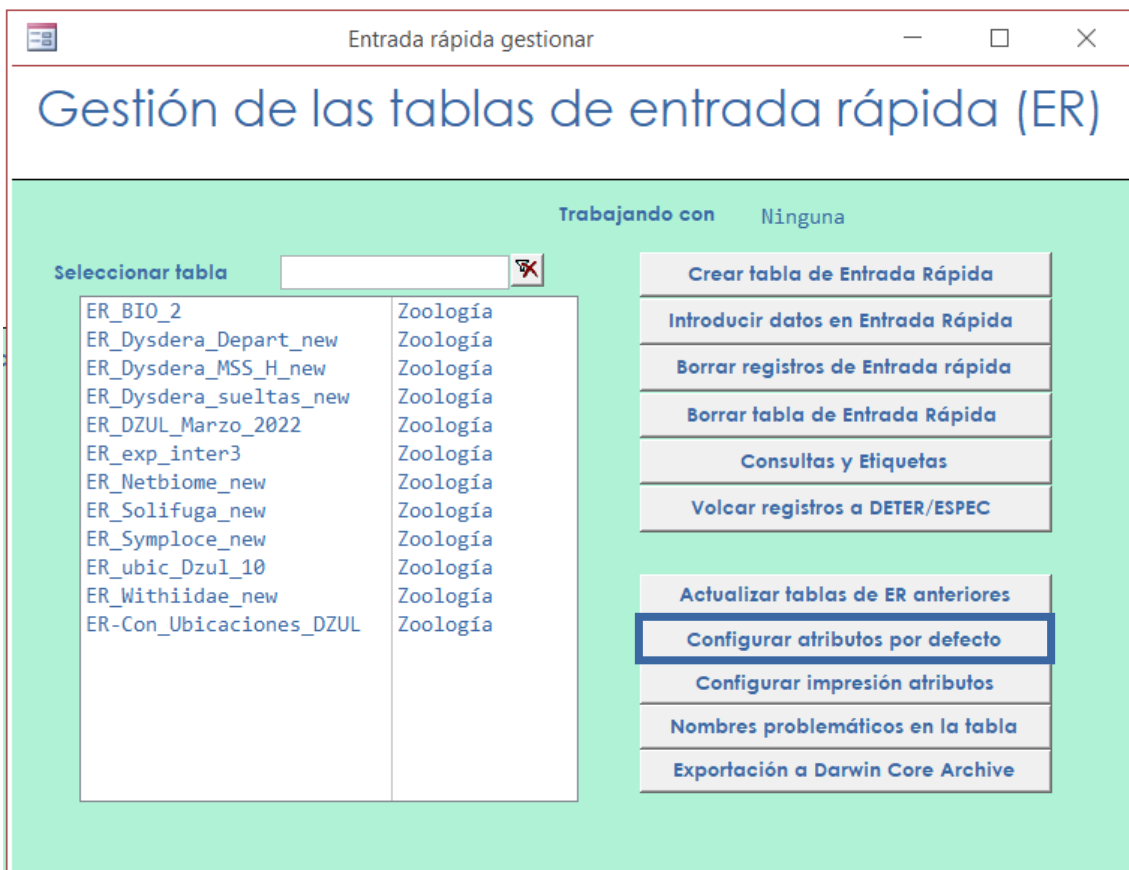 Entrada rápida gestionar
Gestión de las tablas de entrada rápida (ER)
Trabajando con Ninguna
Seleccionar tabla
ER_BIO_2 Zoología
ER_Dysdera_Depart_new Zoología
ER_Dysdera_MSS_H_new Zoología
ER_Dysdera_sueltas_new Zoología
ER_DZUL_Marzo_2022 Zoología
ER_exp_inter3 Zoología
ER_Netbiome_new Zoología
ER_Solifuga_new Zoología
ER_Symploce_new Zoología
ER_ubic_Dzul_10 Zoología
ER_Withiidae_new Zoología
ER-Con_Ubicaciones_DZUL Zoología
Crear tabla de Entrada Rápida
Introducir datos en Entrada Rápida
Borrar registros de Entrada rápida
Borrar tabla de Entrada Rápida
Consultas y Etiquetas
Volcar registros a DETER/ESPEC
Actualizar tablas de ER anteriores
Configurar atributos por defecto
Configurar impresión atributos
Nombres problemáticos en la tabla
Exportación a Darwin Core Archive